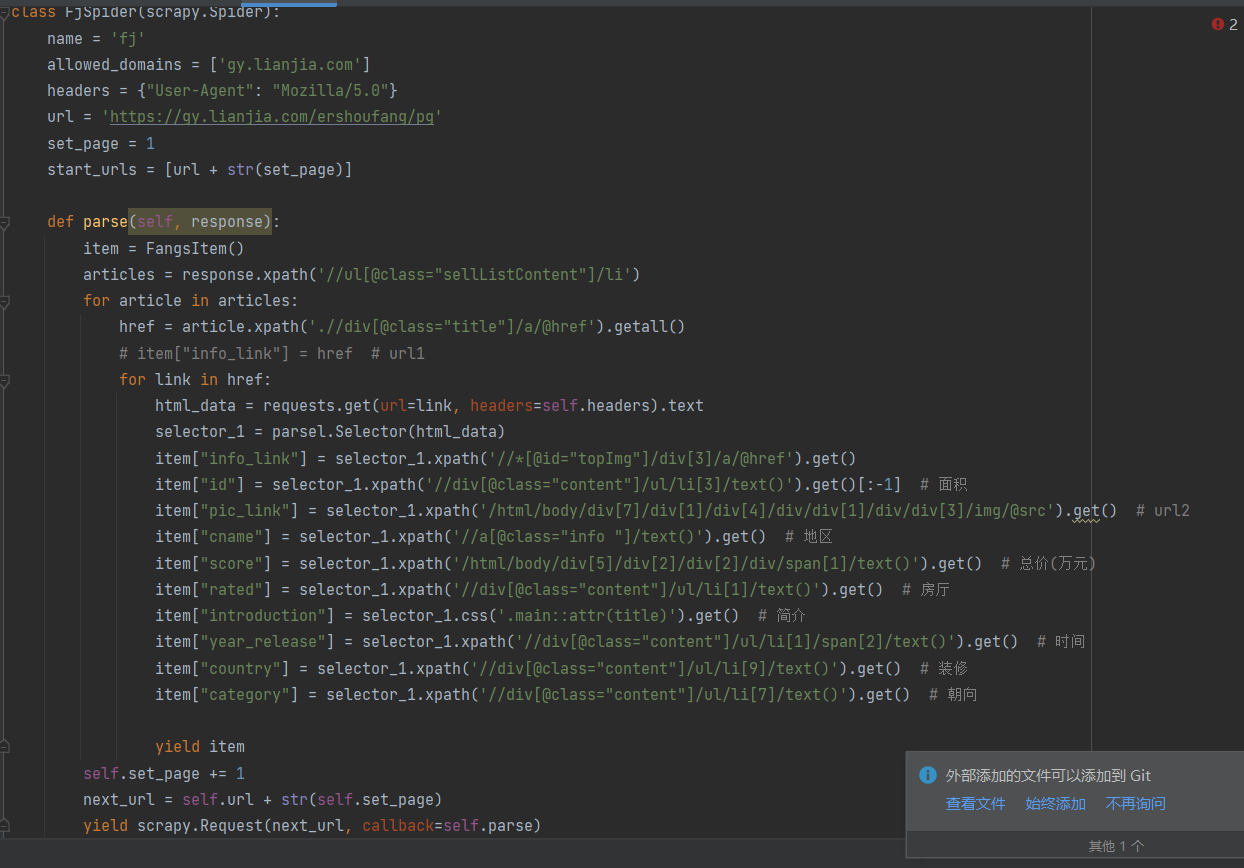 class FjSpider(scrapy.Spider):
2
name = 'fj'
allowed_domains = ['gy.lianjia.com']
headers = {"User-Agent": "Mozilla/5.0"}
url = 'https://gy.lianjia.com/ershoufang/pg'
set_page = 1
start_urls = [url + str(set_page)]
def parse(self, response):
item = FangsItem()
articles = response.xpath('//ul[@class="sellListContent"]/li')
for article in articles:
href = article.xpath('.//div[@class="title"]/a/@href').getall()
# item["info_link"] = href  # url1
for link in href:
html_data = requests.get(url=link, headers=self.headers).text
selector_1 = parsel.Selector(html_data)
item["info_link"] = selector_1.xpath('//*[@id="topImg"]/div[3]/a/@href').get()
item["id"] = selector_1.xpath('//div[@class="content"]/ul/li[3]/text()').get()[:-1]  # 面积
item["pic_link"] = selector_1.xpath('/html/body/div[7]/div[1]/div[4]/div/div[1]/div/div[3]/img/@src').get()  # url2
item["cname"] = selector_1.xpath('//a[@class="info "]/text()').get()  # 地区
item["score"] = selector_1.xpath('/html/body/div[5]/div[2]/div[2]/div/span[1]/text()').get()  # 总价(万元)
item["rated"] = selector_1.xpath('//div[@class="content"]/ul/li[1]/text()').get()  # 房厅
item["introduction"] = selector_1.css('.main::attr(title)').get()  # 简介
item["year_release"] = selector_1.xpath('//div[@class="content"]/ul/li[1]/span[2]/text()').get()  # 时间
item["country"] = selector_1.xpath('//div[@class="content"]/ul/li[9]/text()').get()  # 装修
item["category"] = selector_1.xpath('//div[@class="content"]/ul/li[7]/text()').get()  # 朝向
yield item
self.set_page += 1
next_url = self.url + str(self.set_page)
yield scrapy.Request(next_url, callback=self.parse)
外部添加的文件可以添加到 Git
查看文件 始终添加 不再询问
其他 1 个